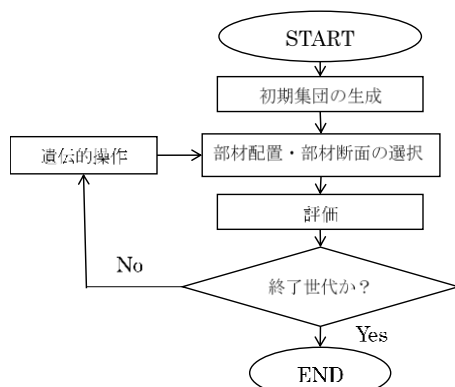 START
初期集団の生成
遺伝的操作
部材配置・部材断面の選択
評価
No
終了世代か？
Yes
END